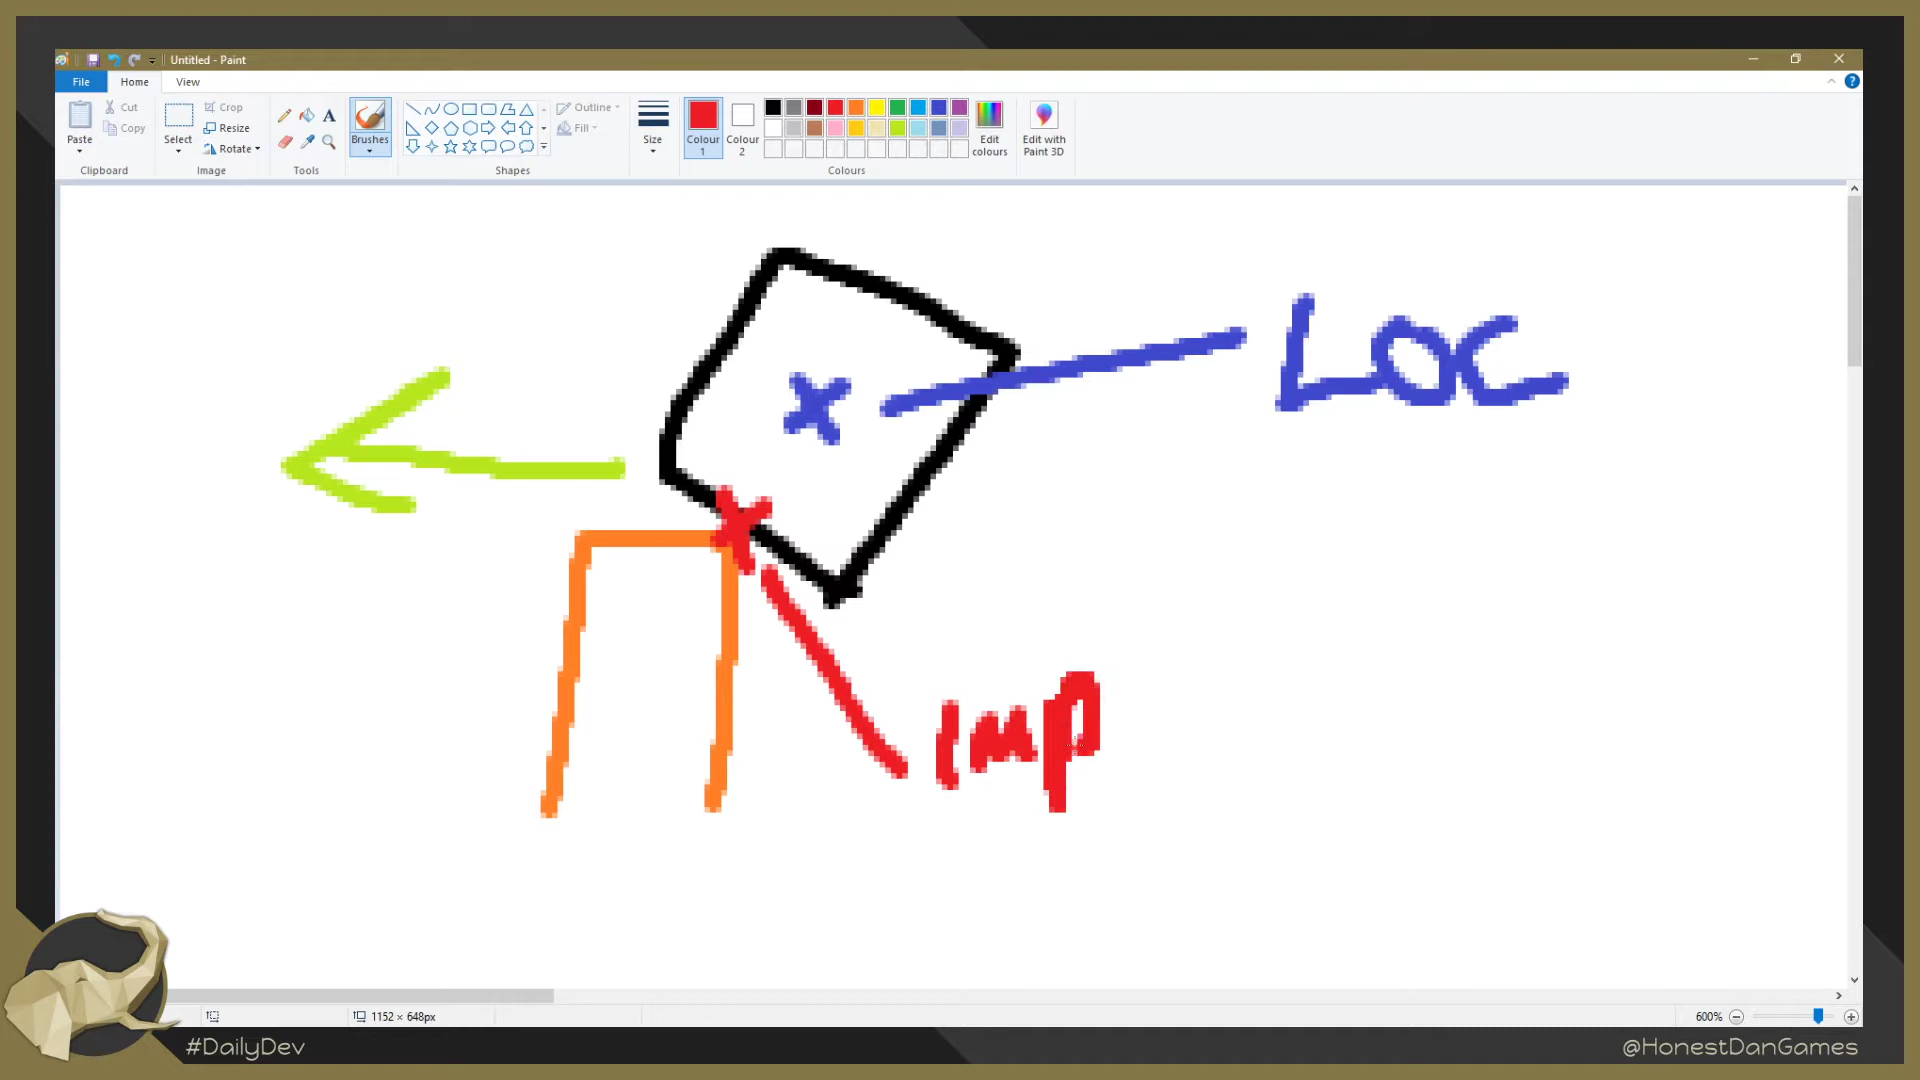 Untitled - Paint
File Home View
Paste
Cut
Copy
Clipboard
Select
Crop
Resize
Rotate
Image
Tools
A
Brushes
Shapes
Outline
Fill
Size
Colour 1
Colour 2
Edit colours
Colours
Edit with Paint 3D
LOC
IMP
1152 × 648px
600%
#DailyDev
@HonestDanGames